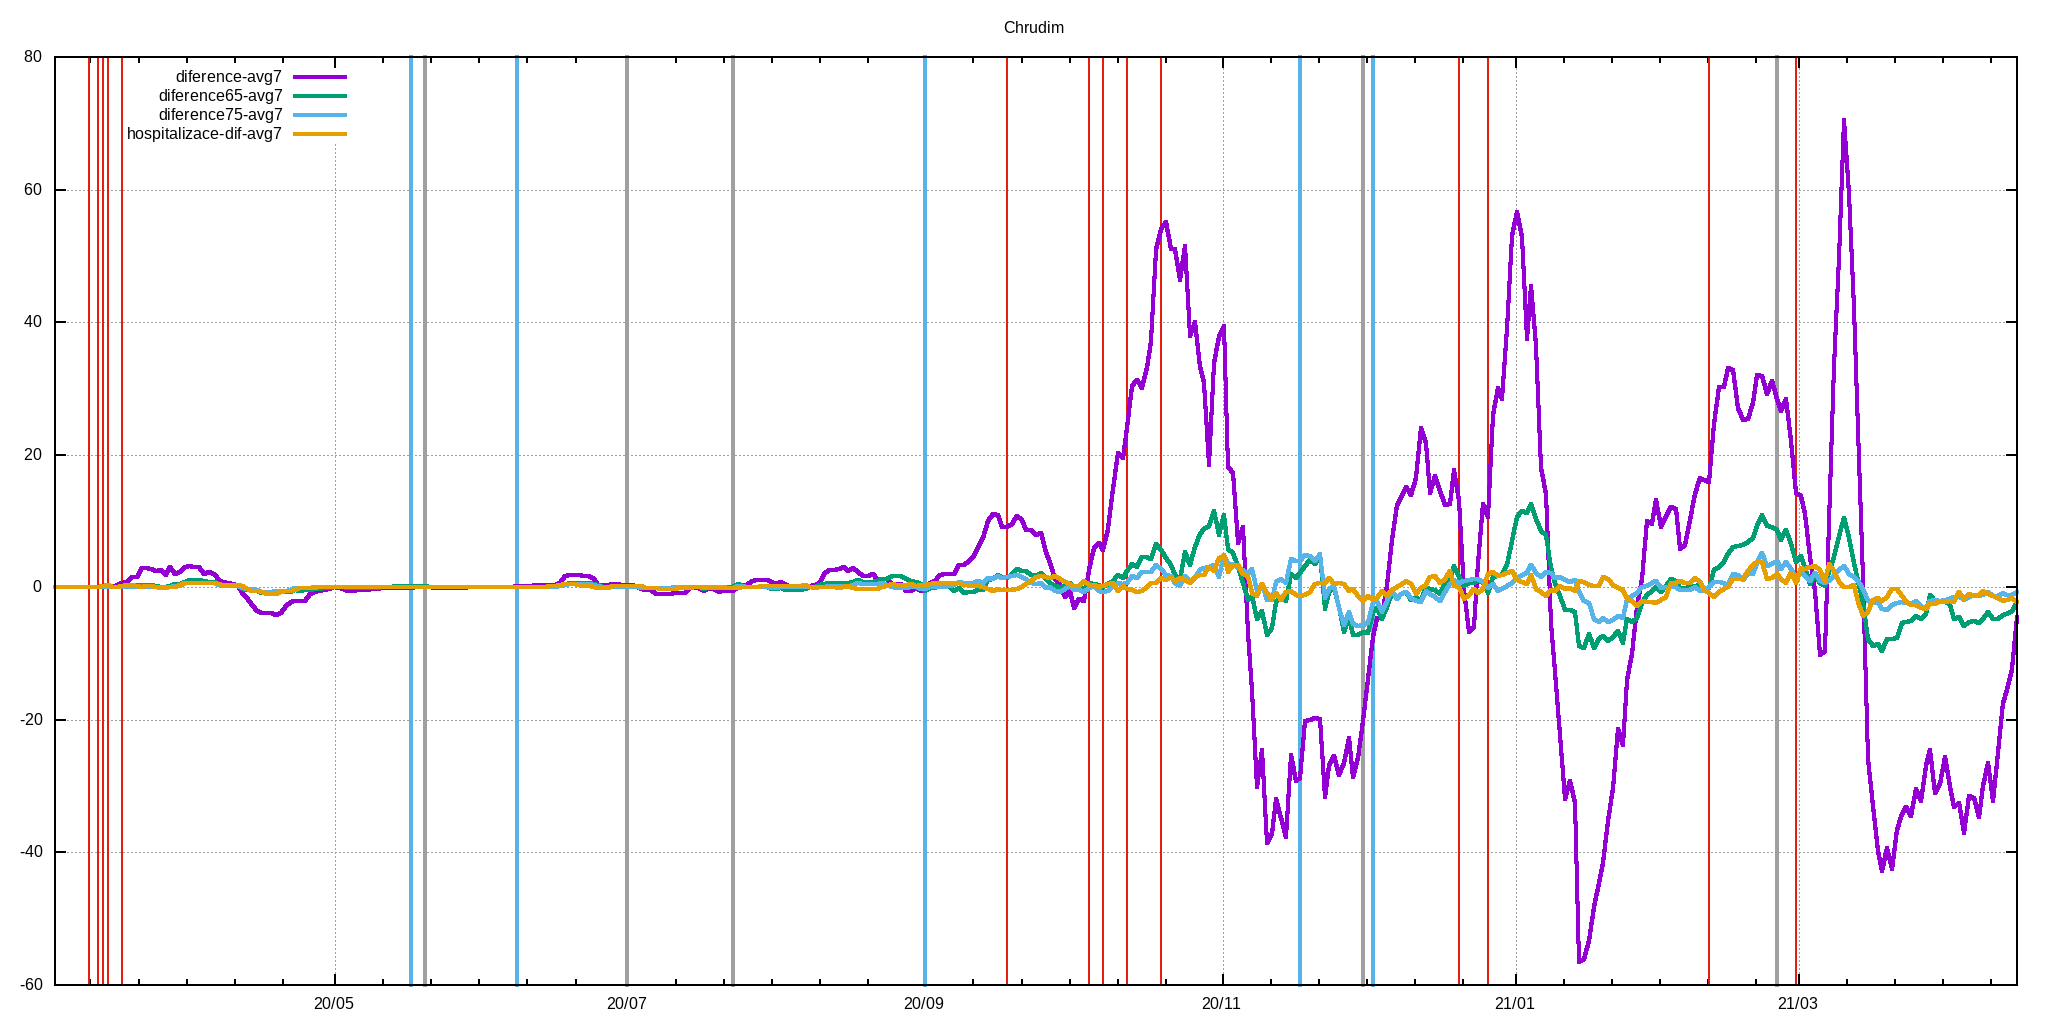 Chrudim
80
diference-avg7
diference65-avg7
diference75-avg7
hospitalizace-dif-avg7
60
40
20
0
-20
-40
-60
20/05 20/07 20/09 20/11 21/01 21/03